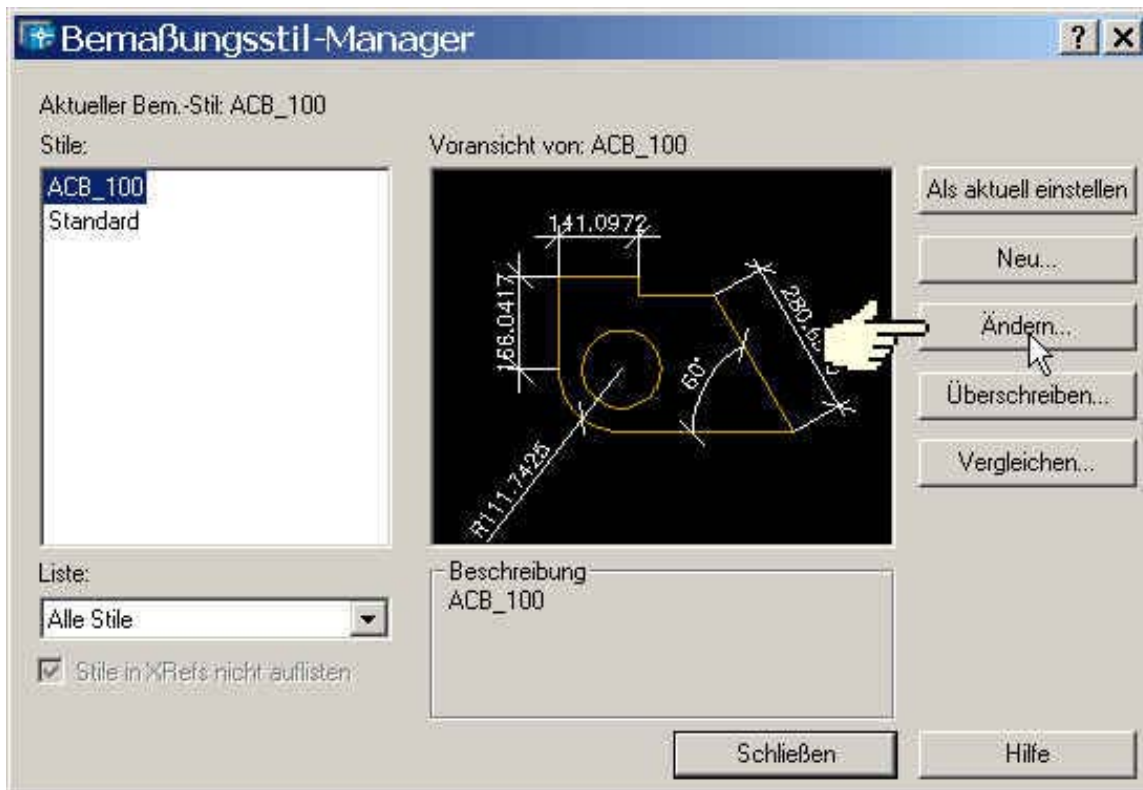 Bemaßungsstil-Manager
Aktueller Bem.-Stil: ACB_100
Stile:
ACB_100
Standard
Voransicht von: ACB_100
141.0972
166.0417
60°
R111.7425
Als aktuell einstellen
Neu...
Ändern...
Überschreiben...
Vergleichen...
Liste:
Alle Stile
Stile in XRefs nicht auflisten
Beschreibung
ACB_100
Schließen
Hilfe